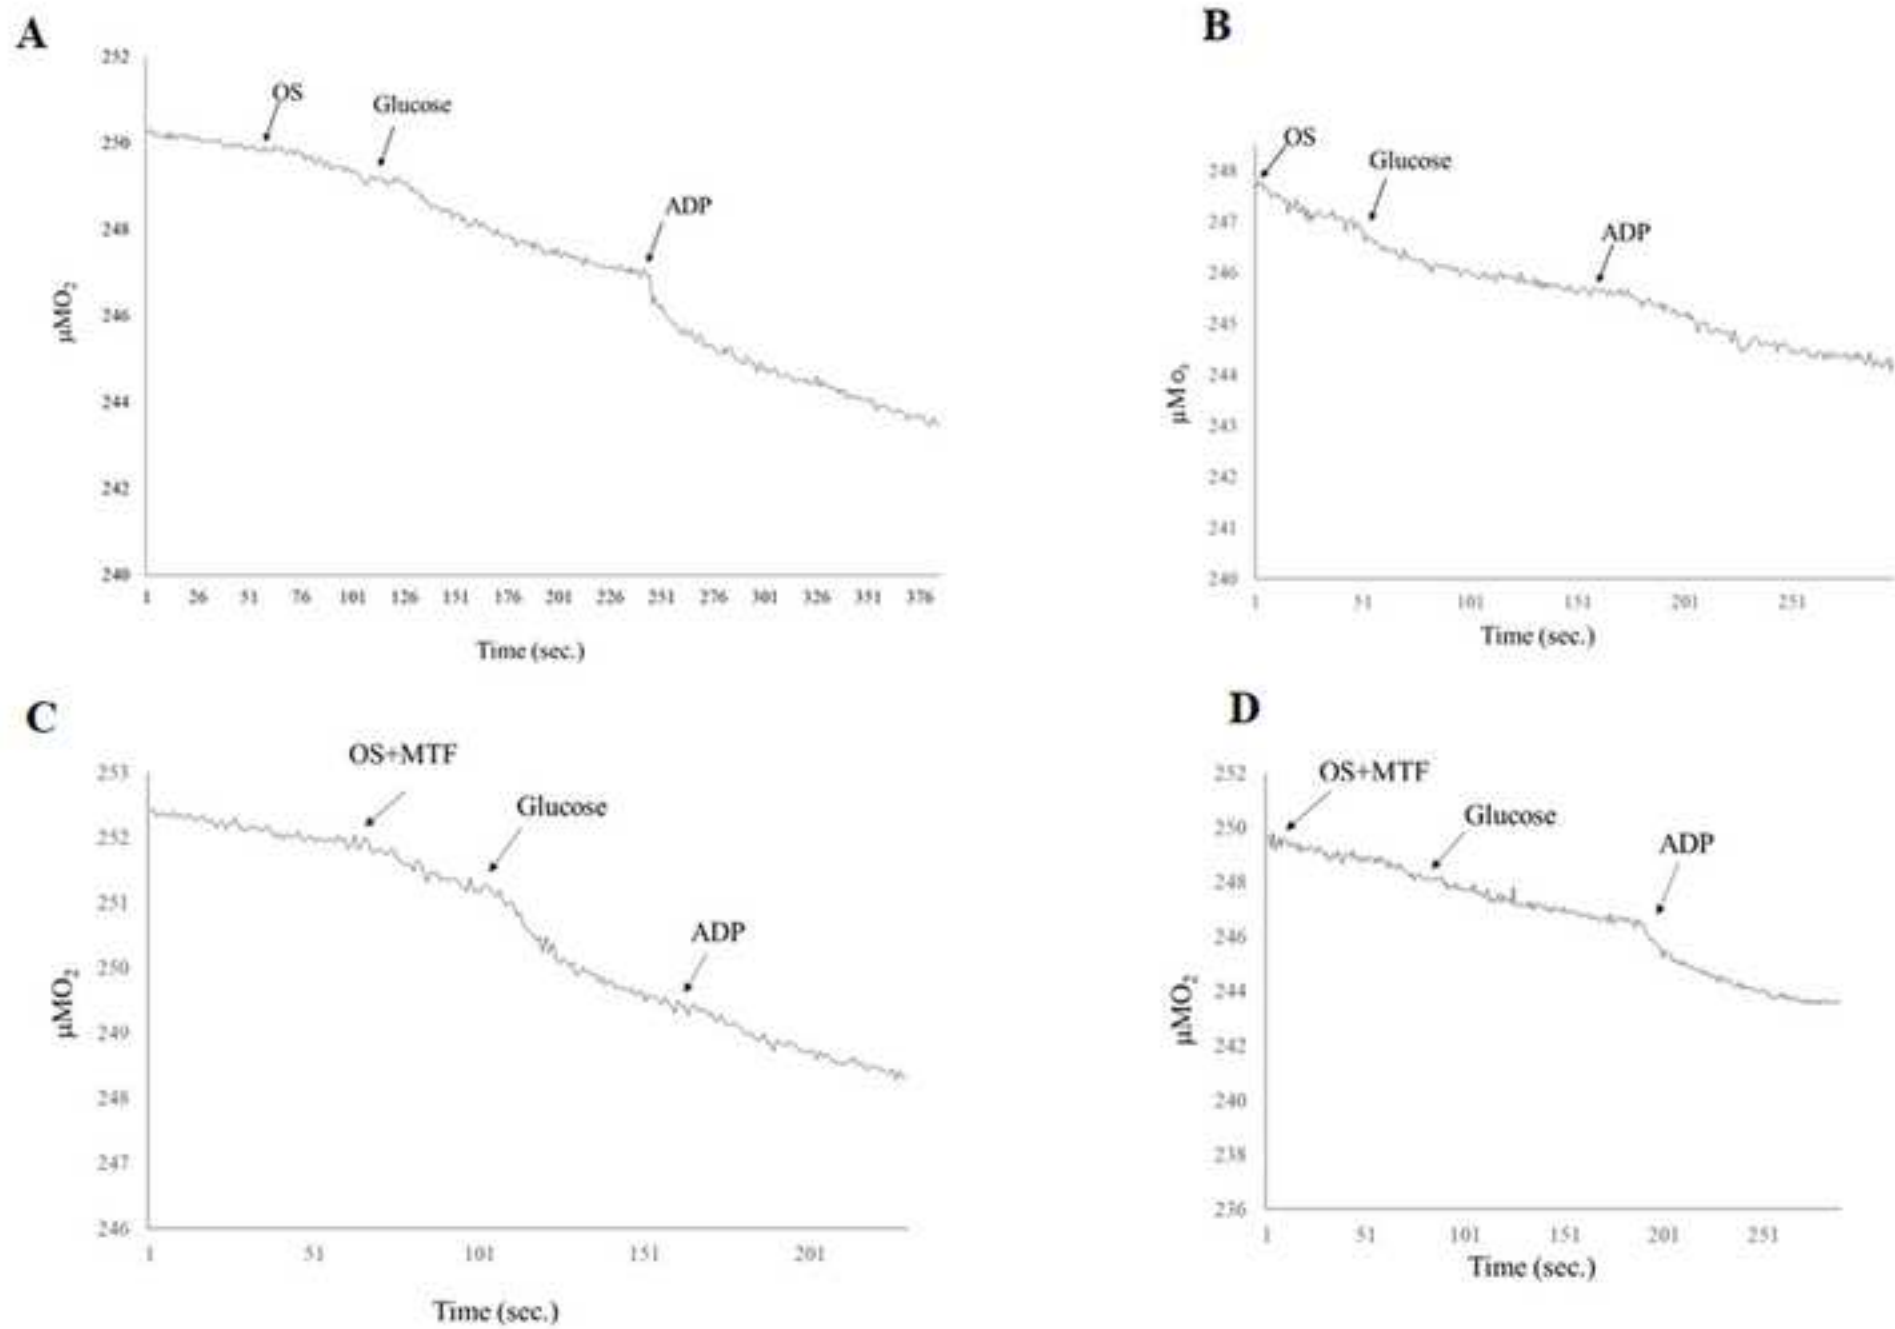 A
252
250
248
246
244
242
240
OS
Glucose
ADP
µMO2
1 26 51 76 101 126 151 176 201 226 251 276 301 326 351 376
Time (sec.)
B
248
247
246
245
244
243
242
241
240
OS
Glucose
ADP
µM O2
1 51 101 151 201 251
Time (sec.)
C
253
252
251
250
249
248
247
246
OS+MTF
Glucose
ADP
µMO2
1 51 101 151 201
Time (sec.)
D
252
250
248
246
244
242
240
238
236
OS+MTF
Glucose
ADP
µMO2
1 51 101 151 201 251
Time (sec.)